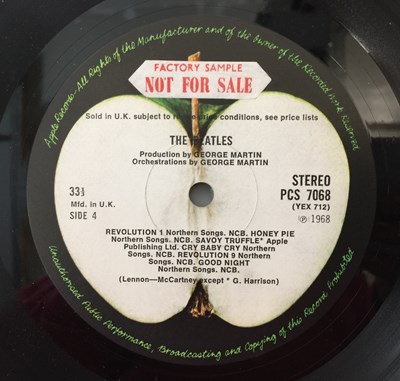 Apple Records—All Rights of the Manufacturer and of the Owner of the Recorded Work Reserved
FACTORY SAMPLE
NOT FOR SALE
Sold in U.K. subject to price conditions, see price lists
THE BEATLES
Production by GEORGE MARTIN
Orchestrations by GEORGE MARTIN
33⅓
Mfd. in U.K.
SIDE 4
STEREO
PCS 7068
(YEX 712)
℗ 1968
REVOLUTION 1 Northern Songs. NCB. HONEY PIE
Northern Songs. NCB. SAVOY TRUFFLE* Apple
Publishing Ltd. CRY BABY CRY Northern
Songs. NCB. REVOLUTION 9 Northern
Songs. NCB. GOOD NIGHT
Northern Songs. NCB.
(Lennon—McCartney except * G. Harrison)
Unauthorised Public Performance, Broadcasting and Copying of this Record Prohibited